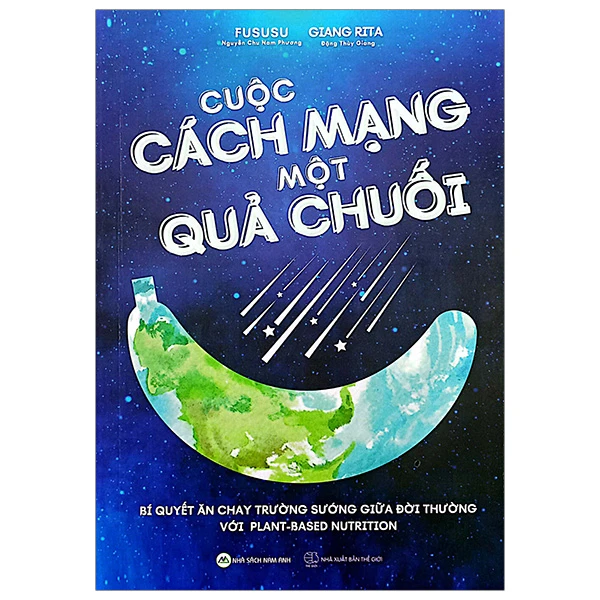 FUSUSU GIANG RITA
Nguyễn Chu Nam Phương Đặng Thùy Giang
CUỘC
CÁCH MẠNG
MỘT
QUẢ CHUỐI
BÍ QUYẾT ĂN CHAY TRƯỜNG SƯỚNG GIỮA ĐỜI THƯỜNG
VỚI PLANT-BASED NUTRITION
NHÀ SÁCH NAM ANH NHÀ XUẤT BẢN THẾ GIỚI
THẾ GIỚI